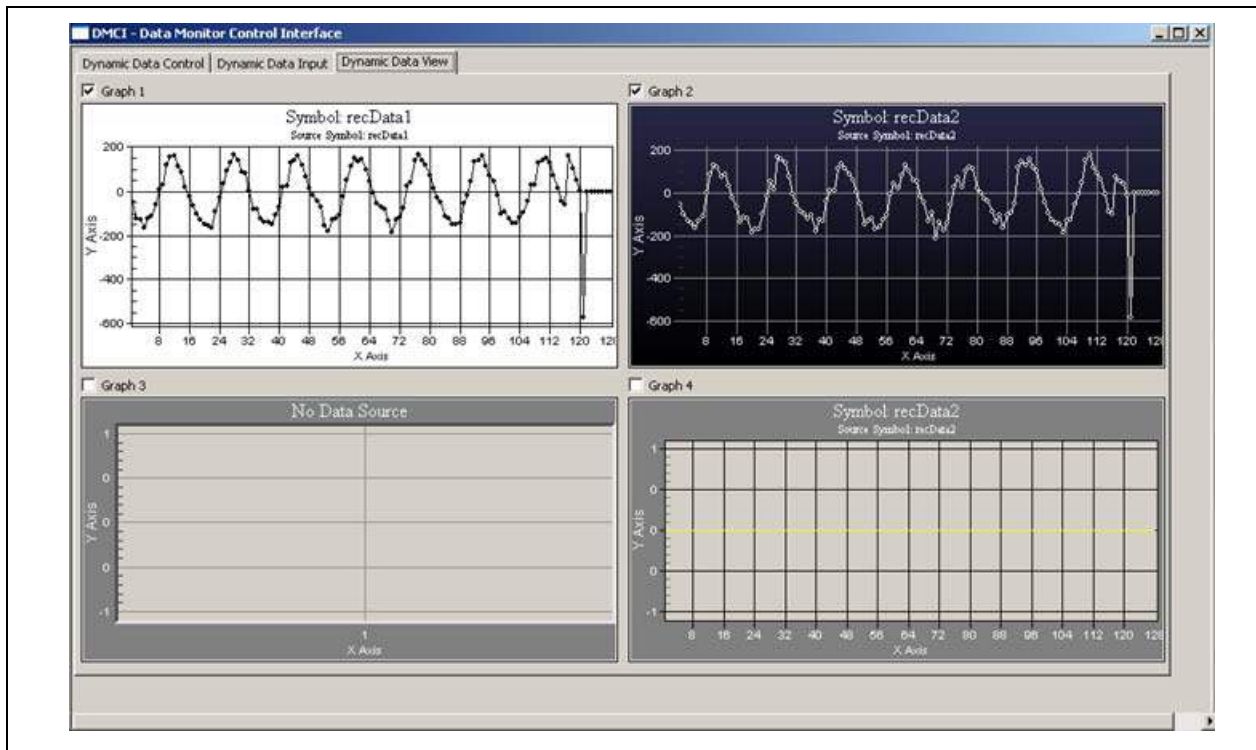 DMCI - Data Monitor Control Interface
Dynamic Data Control Dynamic Data Input Dynamic Data View
Graph 1
Symbol: recData1
Source Symbol: recData1
200
0
-200
-400
-600
Y Axis
8 16 24 32 40 48 56 64 72 80 88 96 104 112 120 128
X Axis
Graph 2
Symbol: recData2
Source Symbol: recData2
200
0
-200
-400
-600
Y Axis
8 16 24 32 40 48 56 64 72 80 88 96 104 112 120 128
X Axis
Graph 3
No Data Source
1
0
0
0
-1
Y Axis
1
X Axis
Graph 4
Symbol: recData2
Source Symbol: recData2
1
0
0
0
-1
Y Axis
8 16 24 32 40 48 56 64 72 80 88 96 104 112 120 128
X Axis